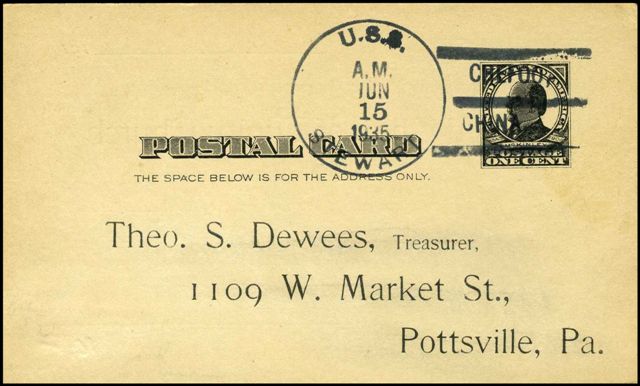 U.S.S.
A.M.
JUN
15
1935
STEWART
CHEFOO
CHINA
POSTAGE
ONE CENT
POSTAL CARD
THE SPACE BELOW IS FOR THE ADDRESS ONLY.
Theo. S. Dewees, Treasurer,
1109 W. Market St.,
Pottsville, Pa.